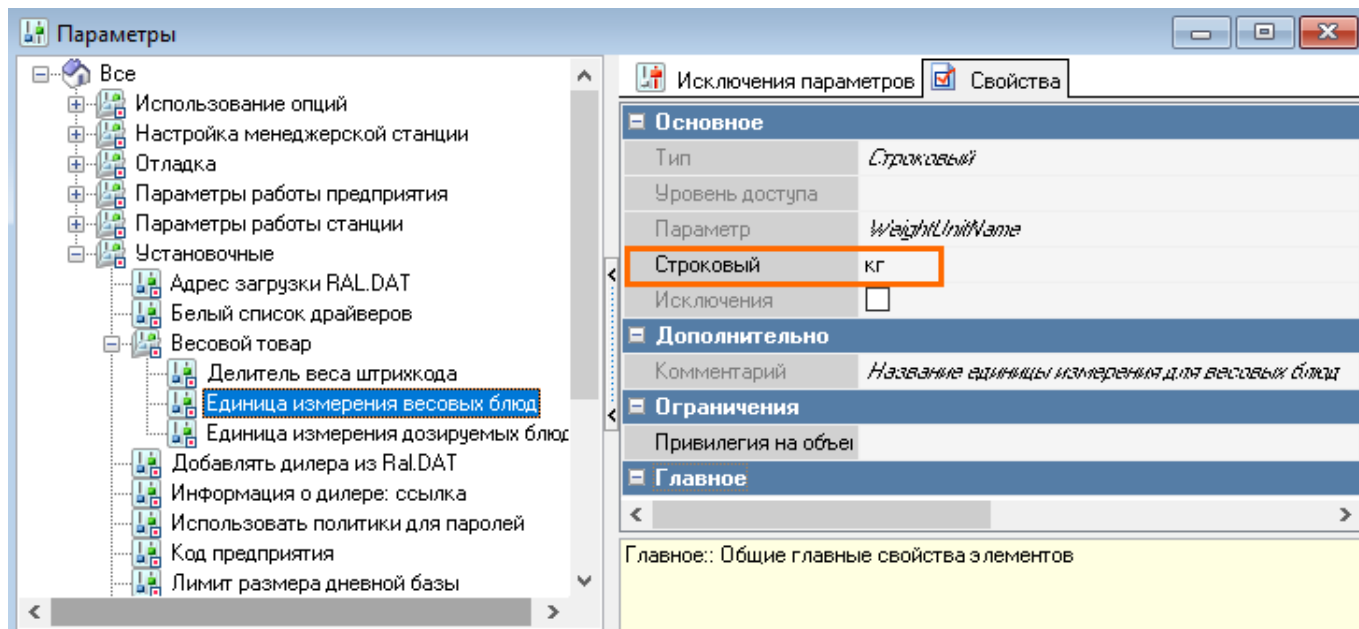 Параметры
Все
Использование опций
Настройка менеджерской станции
Отладка
Параметры работы предприятия
Параметры работы станции
Установочные
Адрес загрузки RAL.DAT
Белый список драйверов
Весовой товар
Делитель веса штрихкода
Единица измерения весовых блюд
Единица измерения дозируемых блюд
Добавлять дилера из Ral.DAT
Информация о дилере: ссылка
Использовать политики для паролей
Код предприятия
Лимит размера дневной базы
Исключения параметров Свойства
Основное
Тип Строковый
Уровень доступа
Параметр WeightUnitName
Строковый кг
Исключения
Дополнительно
Комментарий Название единицы измерения для весовых блюд
Ограничения
Привилегия на объе
Главное
Главное:: Общие главные свойства элементов